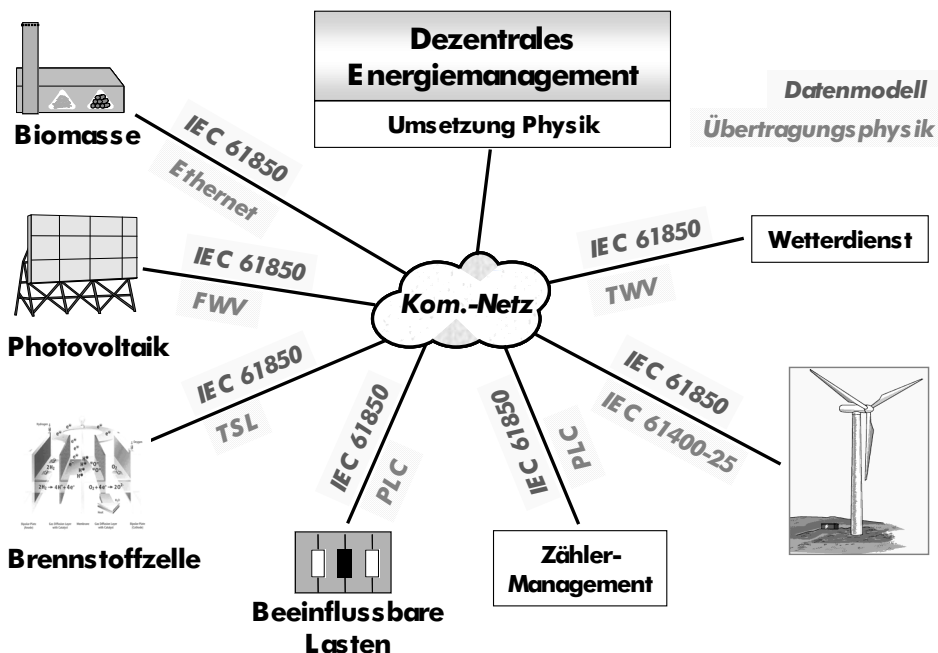 Dezentrales
Energiemanagement
Umsetzung Physik
Datenmodell
Übertragungsphysik
Biomasse
IEC 61850
Ethernet
IEC 61850
TWV
Wetterdienst
IEC 61850
FWV
Kom.-Netz
Photovoltaik
IEC 61850
TSL
IEC 61850
PLC
IEC 61850
PLC
IEC 61850
IEC 61400-25
Brennstoffzelle
Zähler-
Management
Beeinflussbare
Lasten